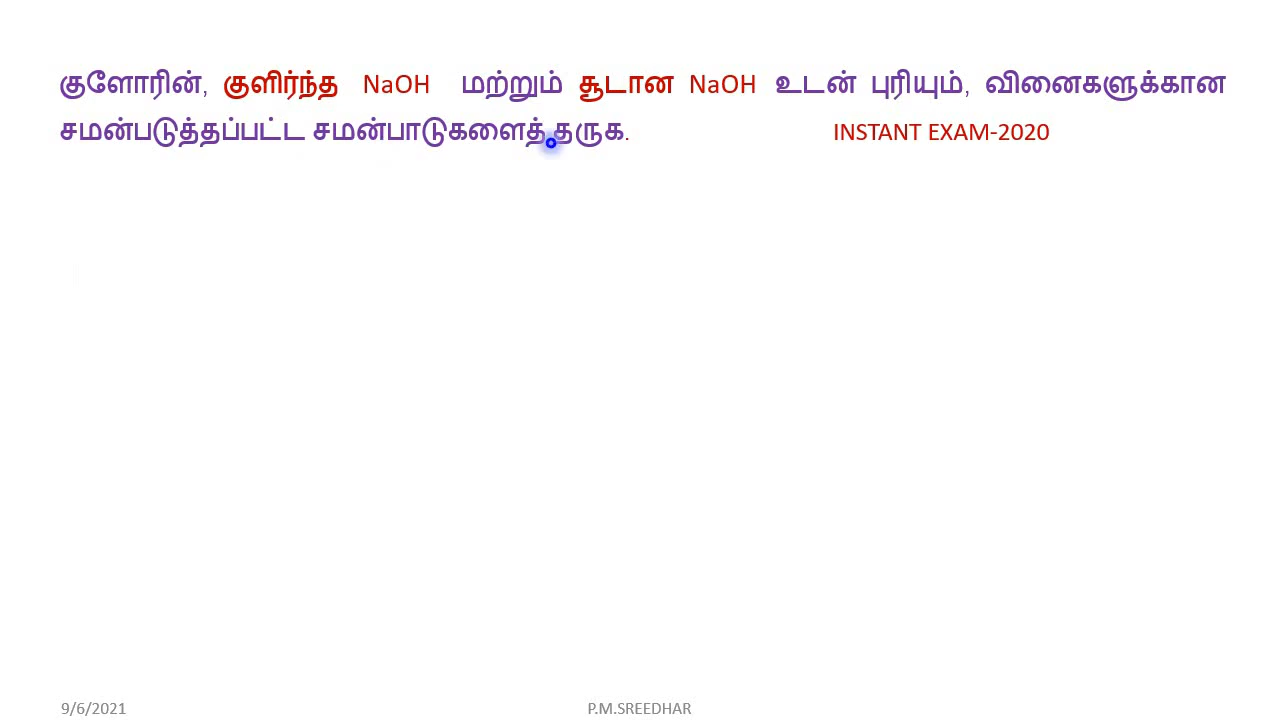 குளோரின், குளிர்ந்த NaOH மற்றும் சூடான NaOH உடன் புரியும், வினைகளுக்கான
சமன்படுத்தப்பட்ட சமன்பாடுகளைத் தருக. INSTANT EXAM-2020
9/6/2021 P.M.SREEDHAR